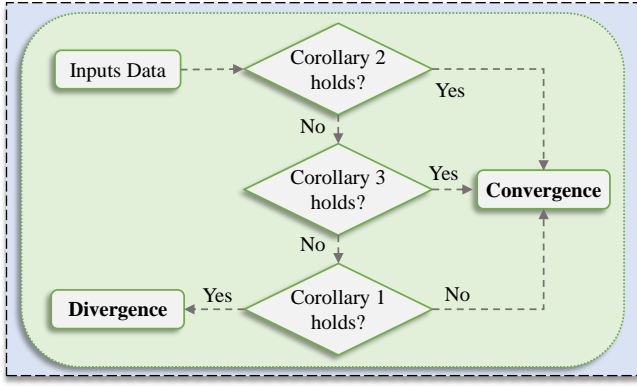 Inputs Data
Corollary 2
holds?
Yes
No
Corollary 3
holds?
Yes
Convergence
No
Corollary 1
holds?
Yes
No
Divergence